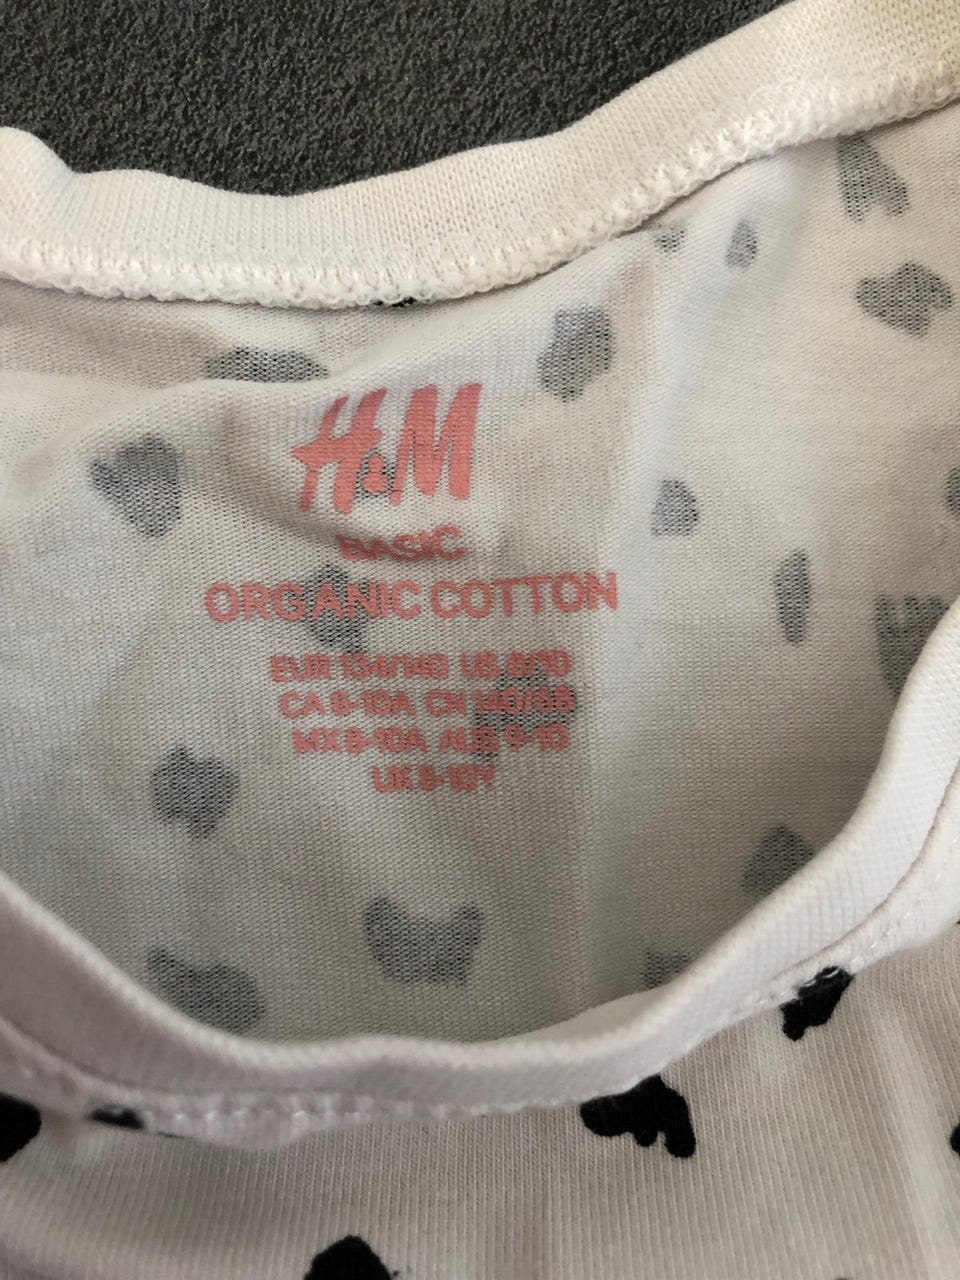 H&M
BASIC
ORGANIC COTTON
EUR 134/140 US 8/10
CA 8-10A CN 140/68
MX 8-10A AUS 9-10
UK 8-10Y